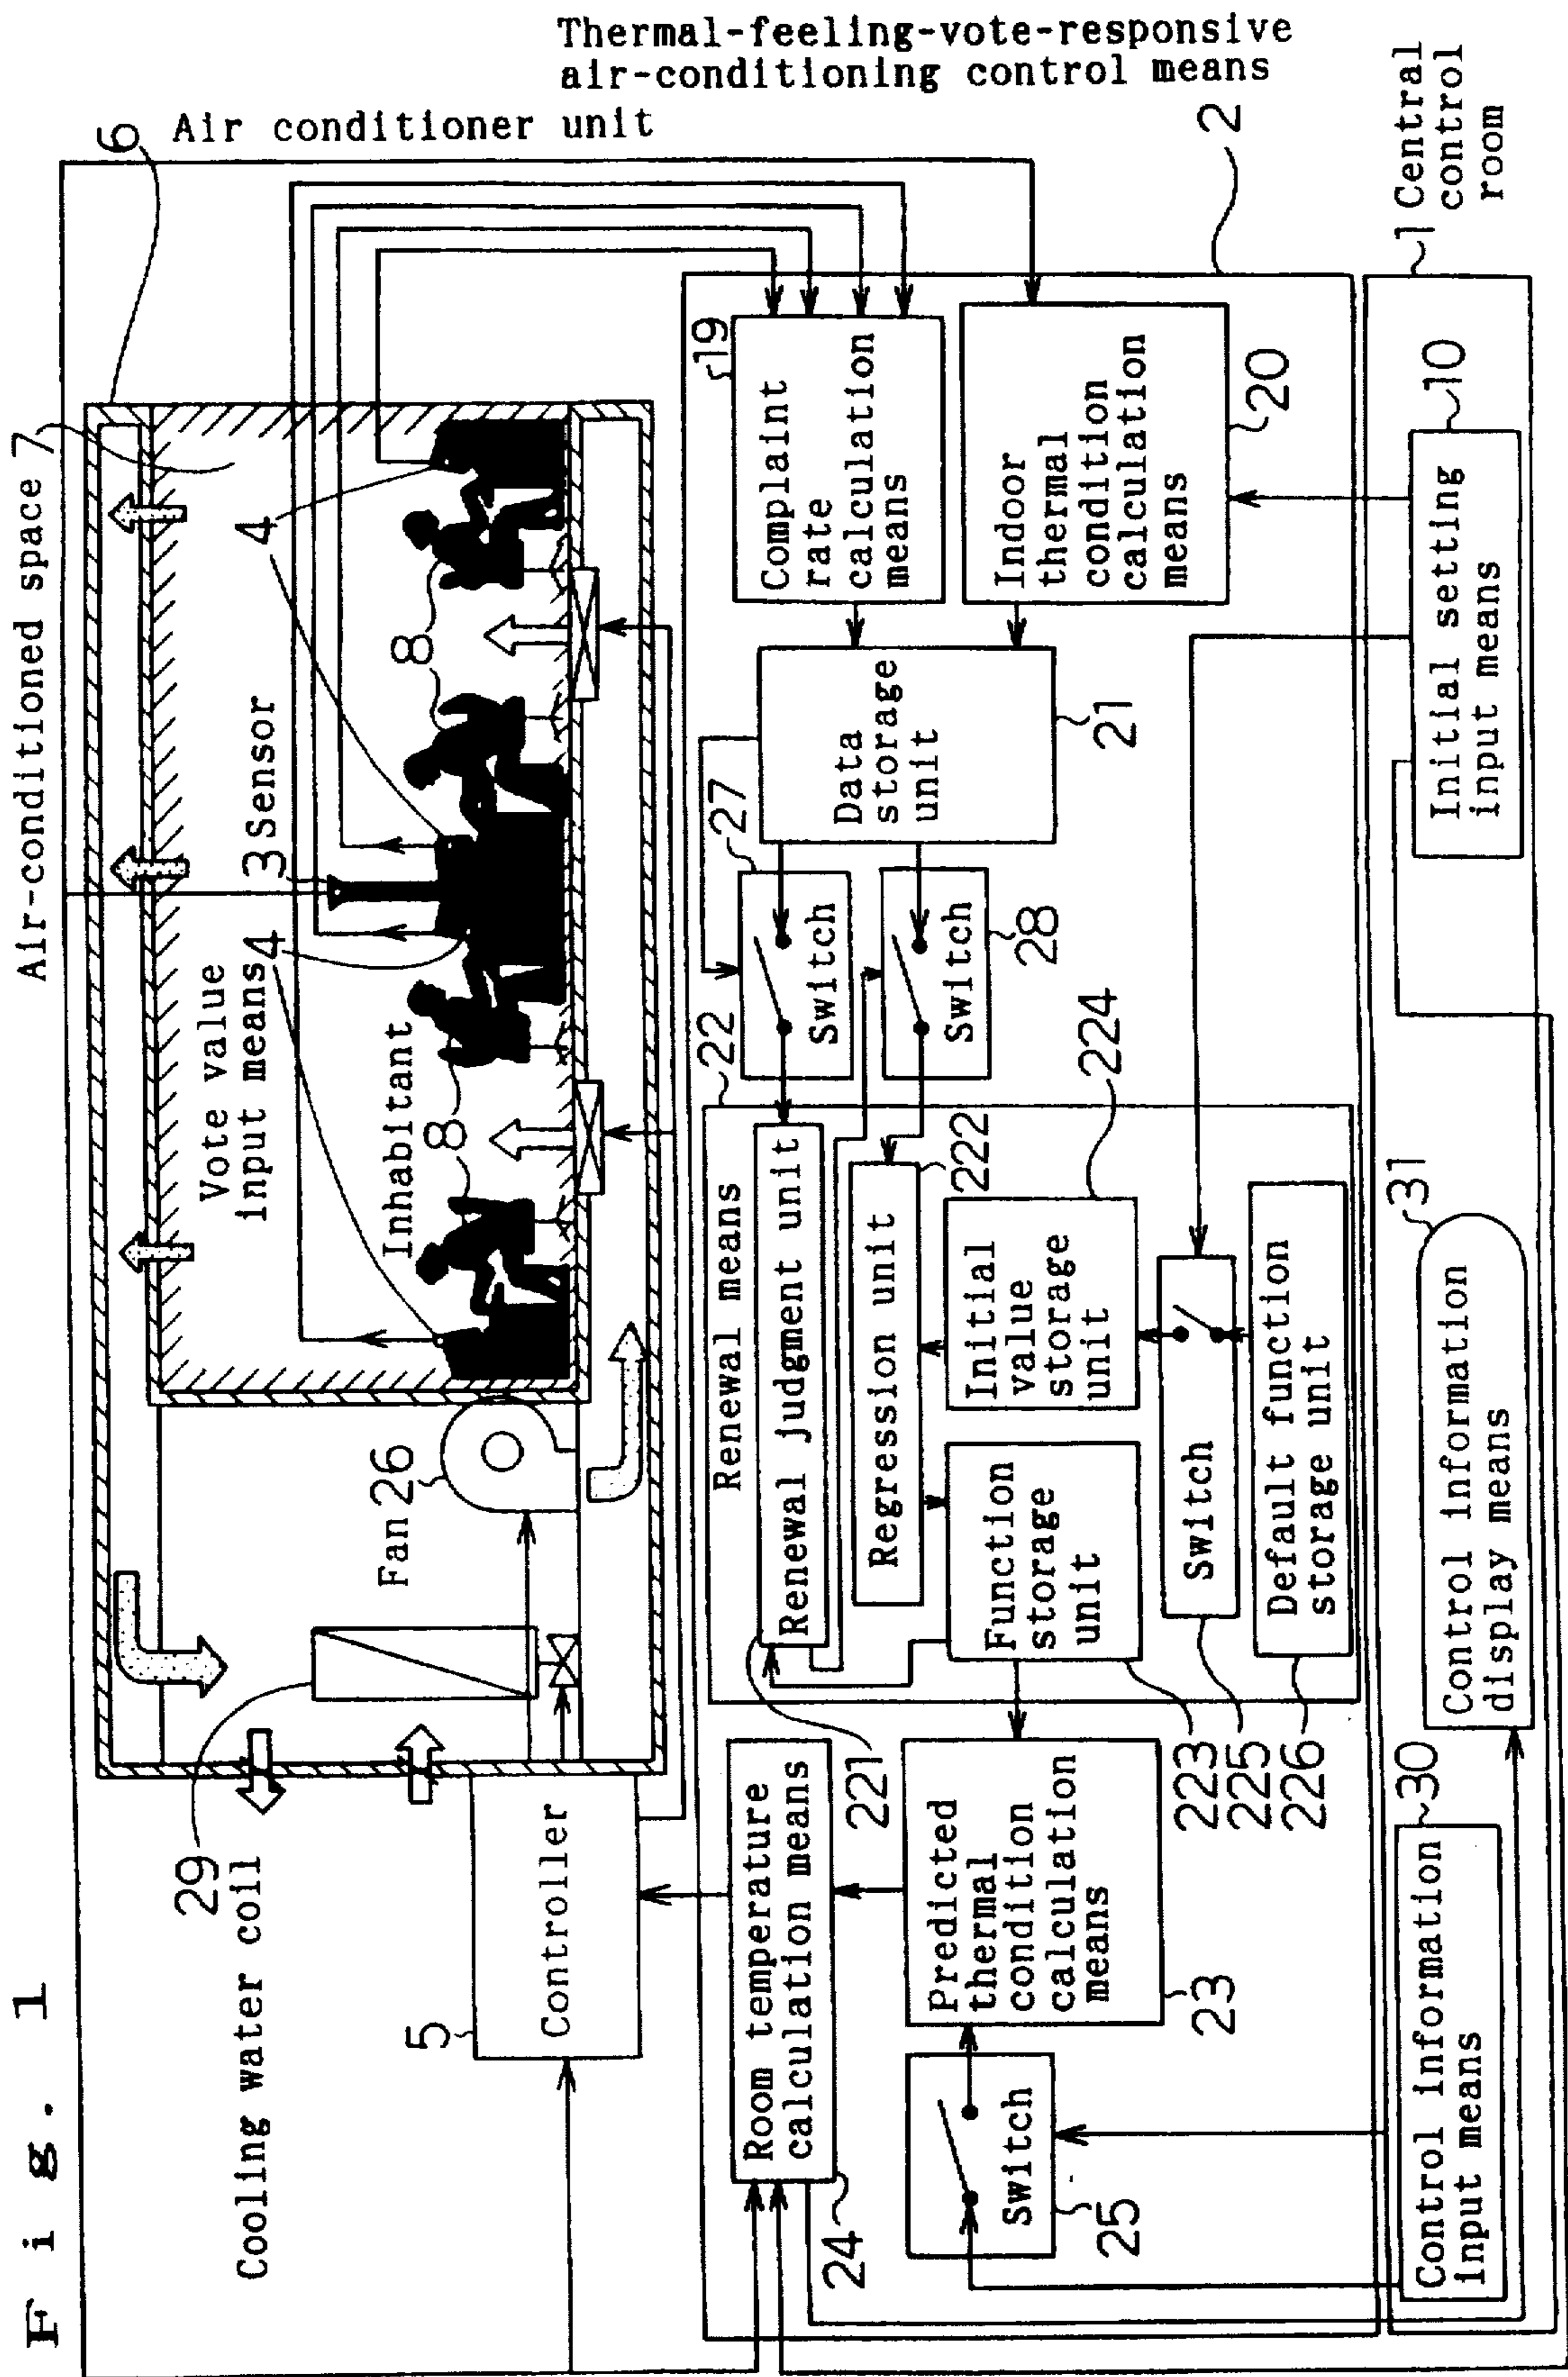 Fig. 1
Air-conditioned space 7
6
Air conditioner unit
Thermal-feeling-vote-responsive
air-conditioning control means
Cooling water coil
29
Fan 26
Vote value
input means 4
3 Sensor
4
Inhabitant
8
8
8
5
Controller
2
1 Central
control
room
24
Room temperature
calculation means
221
Renewal means
22
Renewal judgment unit
27
Switch
19
Complaint
rate
calculation
means
Data
storage
unit
21
Indoor
thermal
condition
calculation
means
20
Switch
28
Regression unit
222
Switch
25
Predicted
thermal
condition
calculation
means
23
Function
storage
unit
223
Initial
value
storage
unit
224
Switch
225
Default function
storage unit
226
Control information
input means
30
Control information
display means
31
Initial setting
input means
10